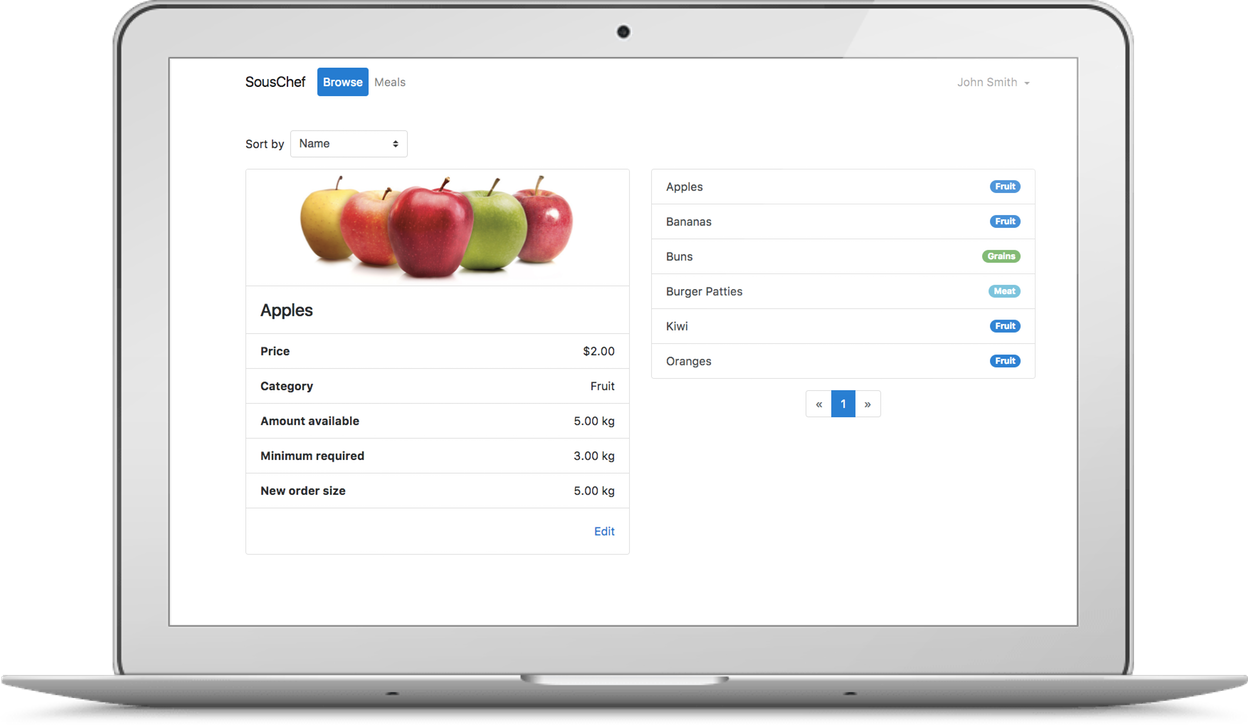 SousChef Browse Meals John Smith
Sort by Name
Apples
Price $2.00
Category Fruit
Amount available 5.00 kg
Minimum required 3.00 kg
New order size 5.00 kg
Edit
Apples Fruit
Bananas Fruit
Buns Grains
Burger Patties Meat
Kiwi Fruit
Oranges Fruit
« 1 »